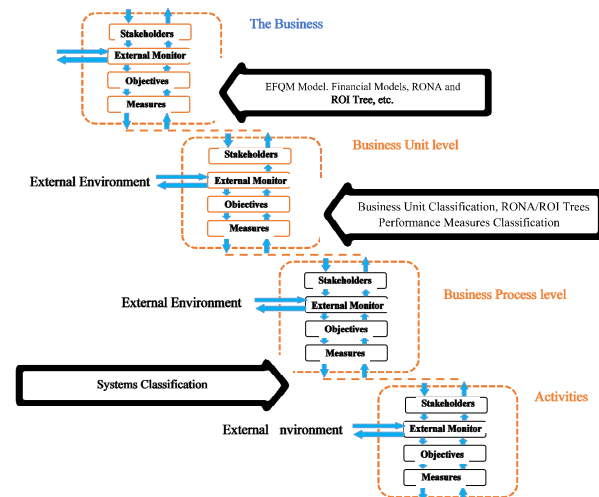 The Business
Stakeholders
External Monitor
Objectives
Measures
EFQM Model. Financial Models, RONA and
ROI Tree, etc.
Business Unit level
Stakeholders
External Environment
External Monitor
Objectives
Measures
Business Unit Classification, RONA/ROI Trees
Performance Measures Classification
Business Process level
Stakeholders
External Environment
External Monitor
Objectives
Measures
Systems Classification
Activities
Stakeholders
External nvironment
External Monitor
Objectives
Measures